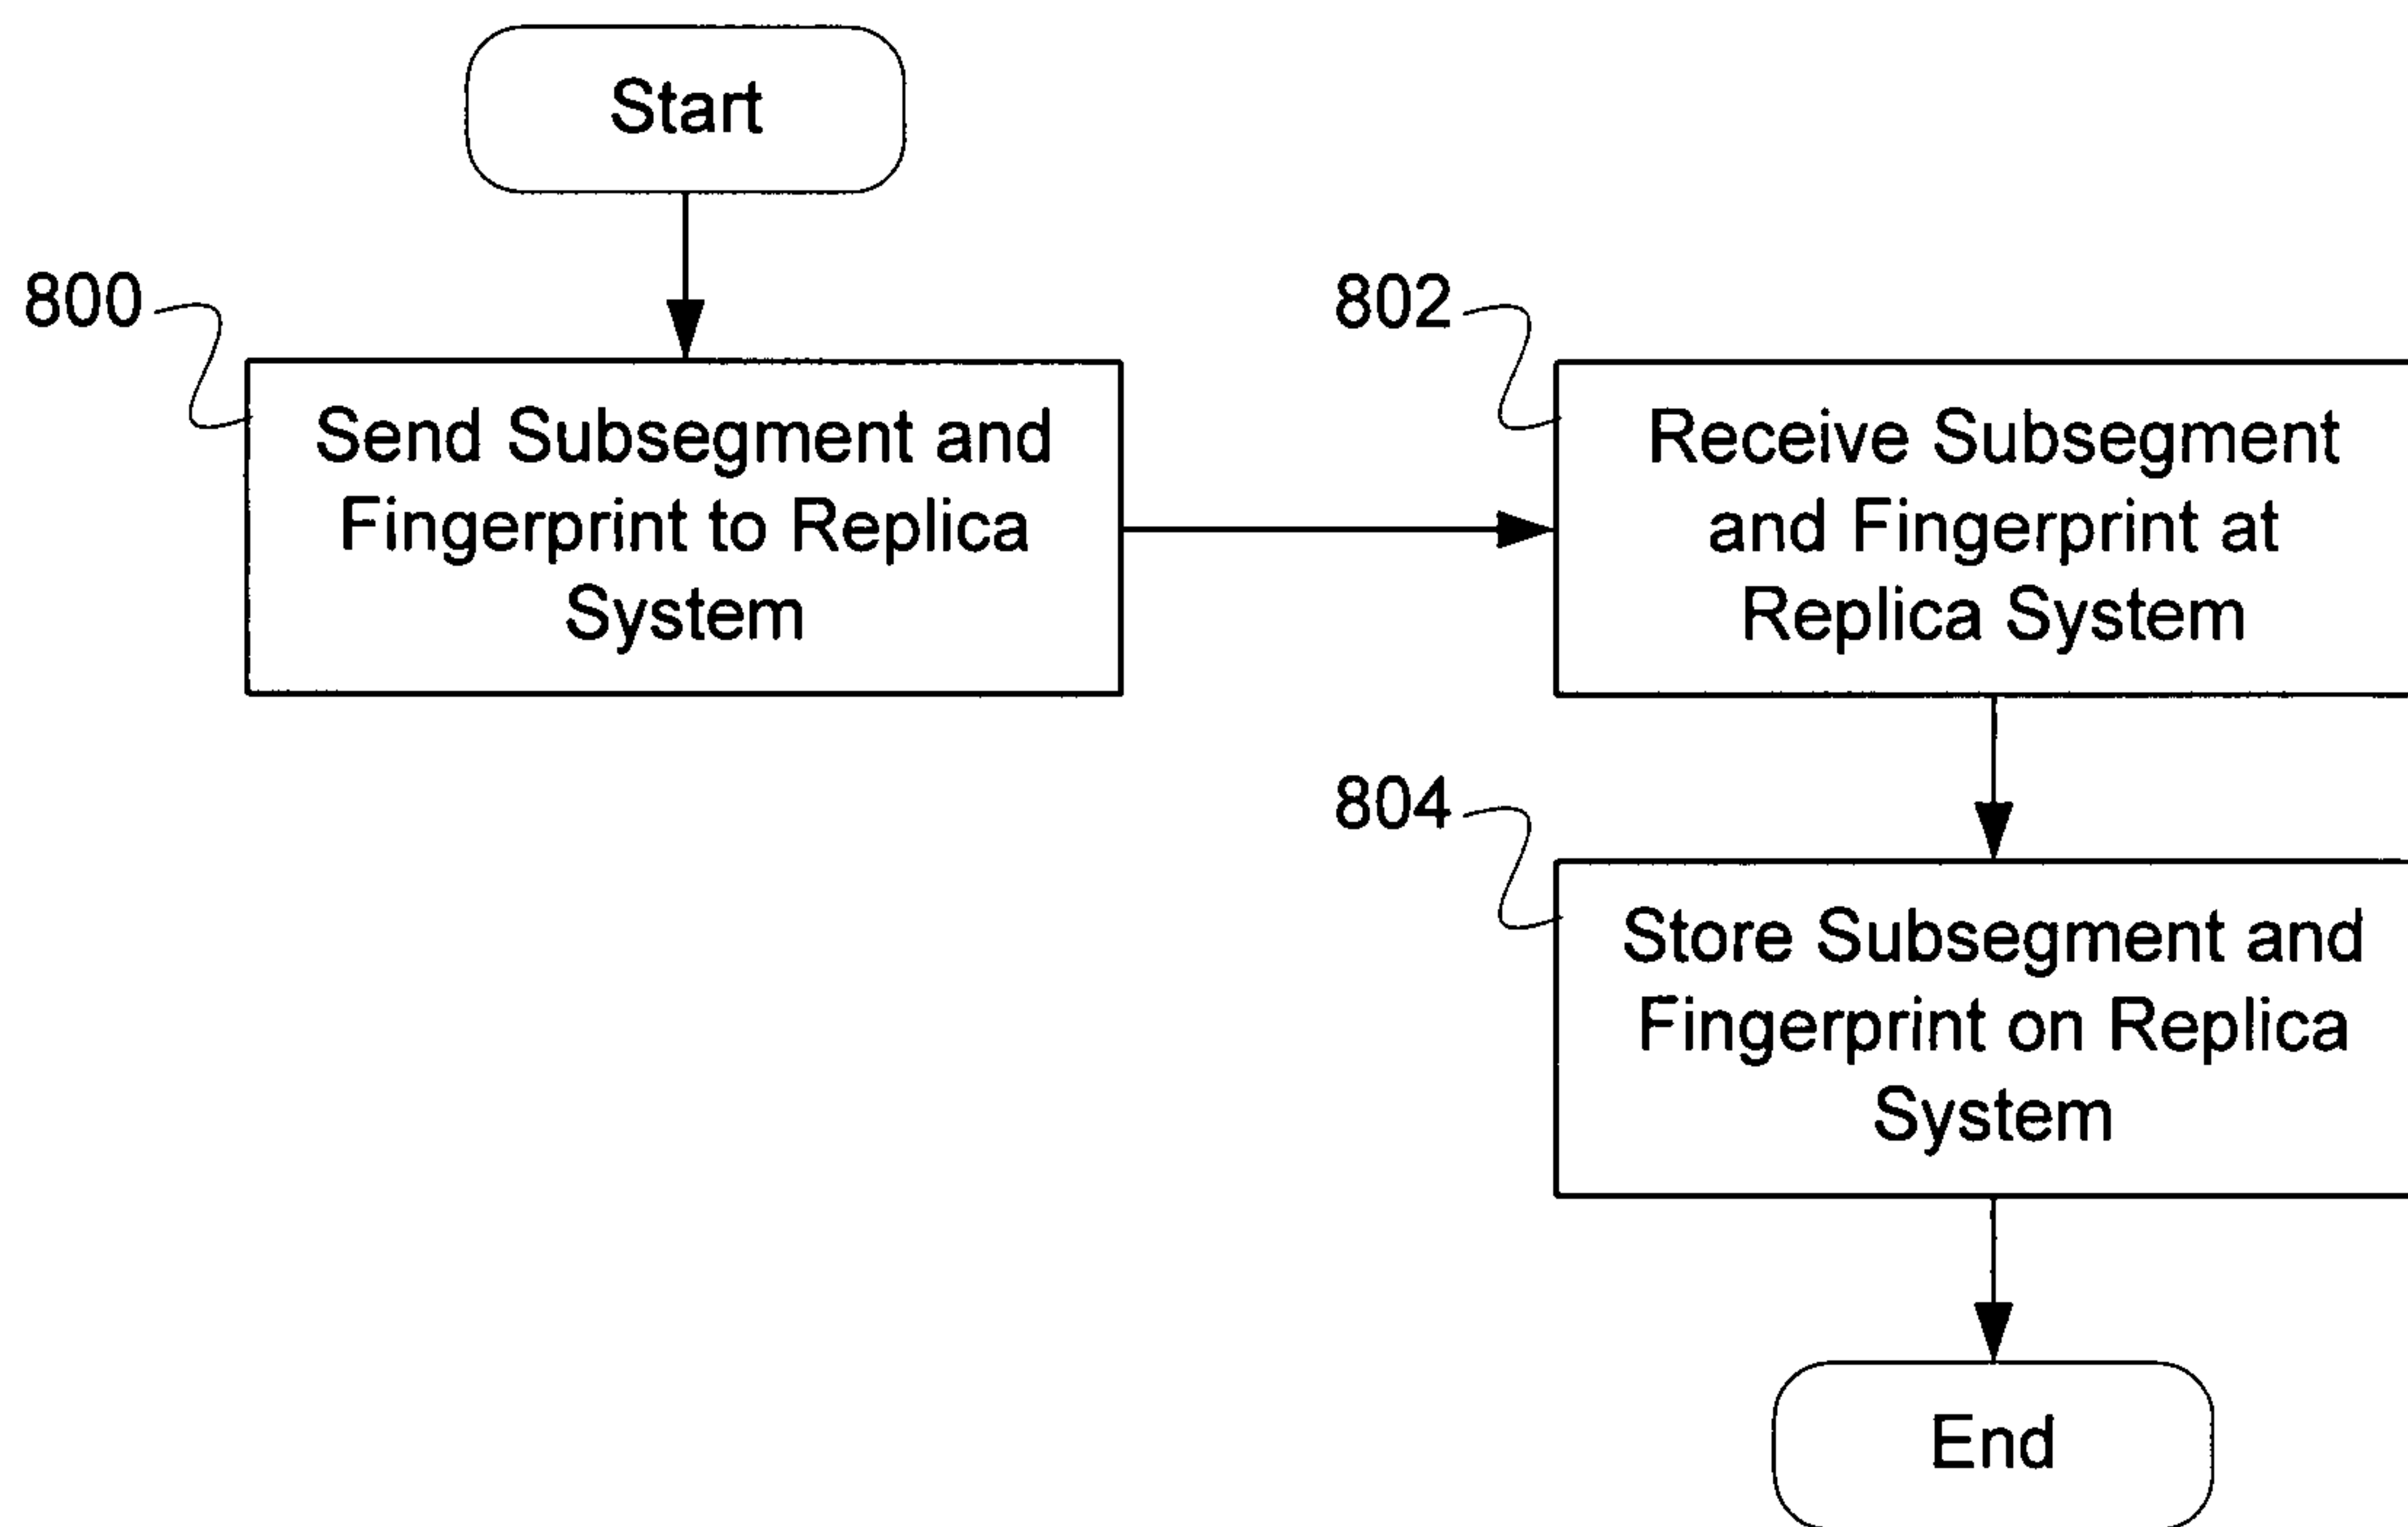 Start
800
Send Subsegment and
Fingerprint to Replica
System
802
Receive Subsegment
and Fingerprint at
Replica System
804
Store Subsegment and
Fingerprint on Replica
System
End